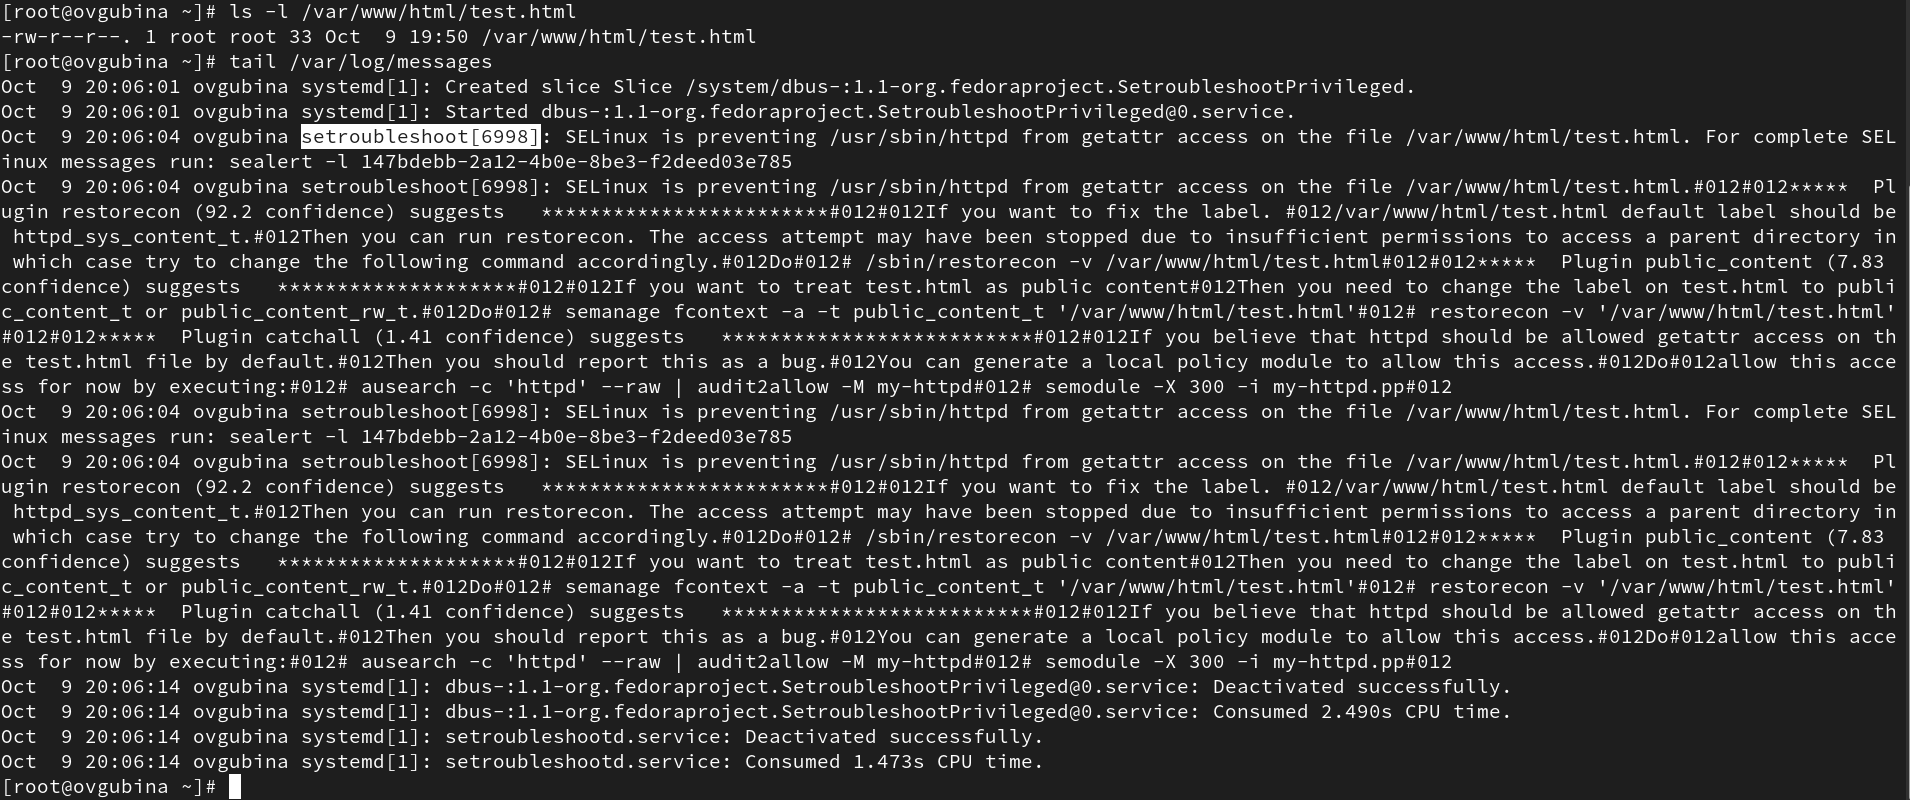 [root@ovgubina ~]# ls -l /var/www/html/test.html
-rw-r--r--. 1 root root 33 Oct  9 19:50 /var/www/html/test.html
[root@ovgubina ~]# tail /var/log/messages
Oct  9 20:06:01 ovgubina systemd[1]: Created slice Slice /system/dbus-:1.1-org.fedoraproject.SetroubleshootPrivileged.
Oct  9 20:06:01 ovgubina systemd[1]: Started dbus-:1.1-org.fedoraproject.SetroubleshootPrivileged@0.service.
Oct  9 20:06:04 ovgubina setroubleshoot[6998]: SELinux is preventing /usr/sbin/httpd from getattr access on the file /var/www/html/test.html. For complete SEL
inux messages run: sealert -l 147bdebb-2a12-4b0e-8be3-f2deed03e785
Oct  9 20:06:04 ovgubina setroubleshoot[6998]: SELinux is preventing /usr/sbin/httpd from getattr access on the file /var/www/html/test.html.#012#012*****  Pl
ugin restorecon (92.2 confidence) suggests   ************************#012#012If you want to fix the label. #012/var/www/html/test.html default label should be
 httpd_sys_content_t.#012Then you can run restorecon. The access attempt may have been stopped due to insufficient permissions to access a parent directory in
 which case try to change the following command accordingly.#012Do#012# /sbin/restorecon -v /var/www/html/test.html#012#012*****  Plugin public_content (7.83
confidence) suggests   ********************#012#012If you want to treat test.html as public content#012Then you need to change the label on test.html to publi
c_content_t or public_content_rw_t.#012Do#012# semanage fcontext -a -t public_content_t '/var/www/html/test.html'#012# restorecon -v '/var/www/html/test.html'
#012#012*****  Plugin catchall (1.41 confidence) suggests   **************************#012#012If you believe that httpd should be allowed getattr access on th
e test.html file by default.#012Then you should report this as a bug.#012You can generate a local policy module to allow this access.#012Do#012allow this acce
ss for now by executing:#012# ausearch -c 'httpd' --raw | audit2allow -M my-httpd#012# semodule -X 300 -i my-httpd.pp#012
Oct  9 20:06:04 ovgubina setroubleshoot[6998]: SELinux is preventing /usr/sbin/httpd from getattr access on the file /var/www/html/test.html. For complete SEL
inux messages run: sealert -l 147bdebb-2a12-4b0e-8be3-f2deed03e785
Oct  9 20:06:04 ovgubina setroubleshoot[6998]: SELinux is preventing /usr/sbin/httpd from getattr access on the file /var/www/html/test.html.#012#012*****  Pl
ugin restorecon (92.2 confidence) suggests   ************************#012#012If you want to fix the label. #012/var/www/html/test.html default label should be
 httpd_sys_content_t.#012Then you can run restorecon. The access attempt may have been stopped due to insufficient permissions to access a parent directory in
 which case try to change the following command accordingly.#012Do#012# /sbin/restorecon -v /var/www/html/test.html#012#012*****  Plugin public_content (7.83
confidence) suggests   ********************#012#012If you want to treat test.html as public content#012Then you need to change the label on test.html to publi
c_content_t or public_content_rw_t.#012Do#012# semanage fcontext -a -t public_content_t '/var/www/html/test.html'#012# restorecon -v '/var/www/html/test.html'
#012#012*****  Plugin catchall (1.41 confidence) suggests   **************************#012#012If you believe that httpd should be allowed getattr access on th
e test.html file by default.#012Then you should report this as a bug.#012You can generate a local policy module to allow this access.#012Do#012allow this acce
ss for now by executing:#012# ausearch -c 'httpd' --raw | audit2allow -M my-httpd#012# semodule -X 300 -i my-httpd.pp#012
Oct  9 20:06:14 ovgubina systemd[1]: dbus-:1.1-org.fedoraproject.SetroubleshootPrivileged@0.service: Deactivated successfully.
Oct  9 20:06:14 ovgubina systemd[1]: dbus-:1.1-org.fedoraproject.SetroubleshootPrivileged@0.service: Consumed 2.490s CPU time.
Oct  9 20:06:14 ovgubina systemd[1]: setroubleshootd.service: Deactivated successfully.
Oct  9 20:06:14 ovgubina systemd[1]: setroubleshootd.service: Consumed 1.473s CPU time.
[root@ovgubina ~]#